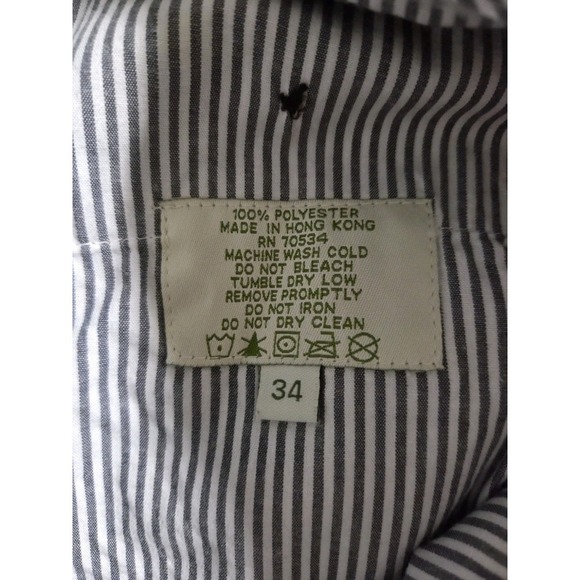 100% POLYESTER
MADE IN HONG KONG
RN 70534
MACHINE WASH COLD
DO NOT BLEACH
TUMBLE DRY LOW
REMOVE PROMPTLY
DO NOT IRON
DO NOT DRY CLEAN
34